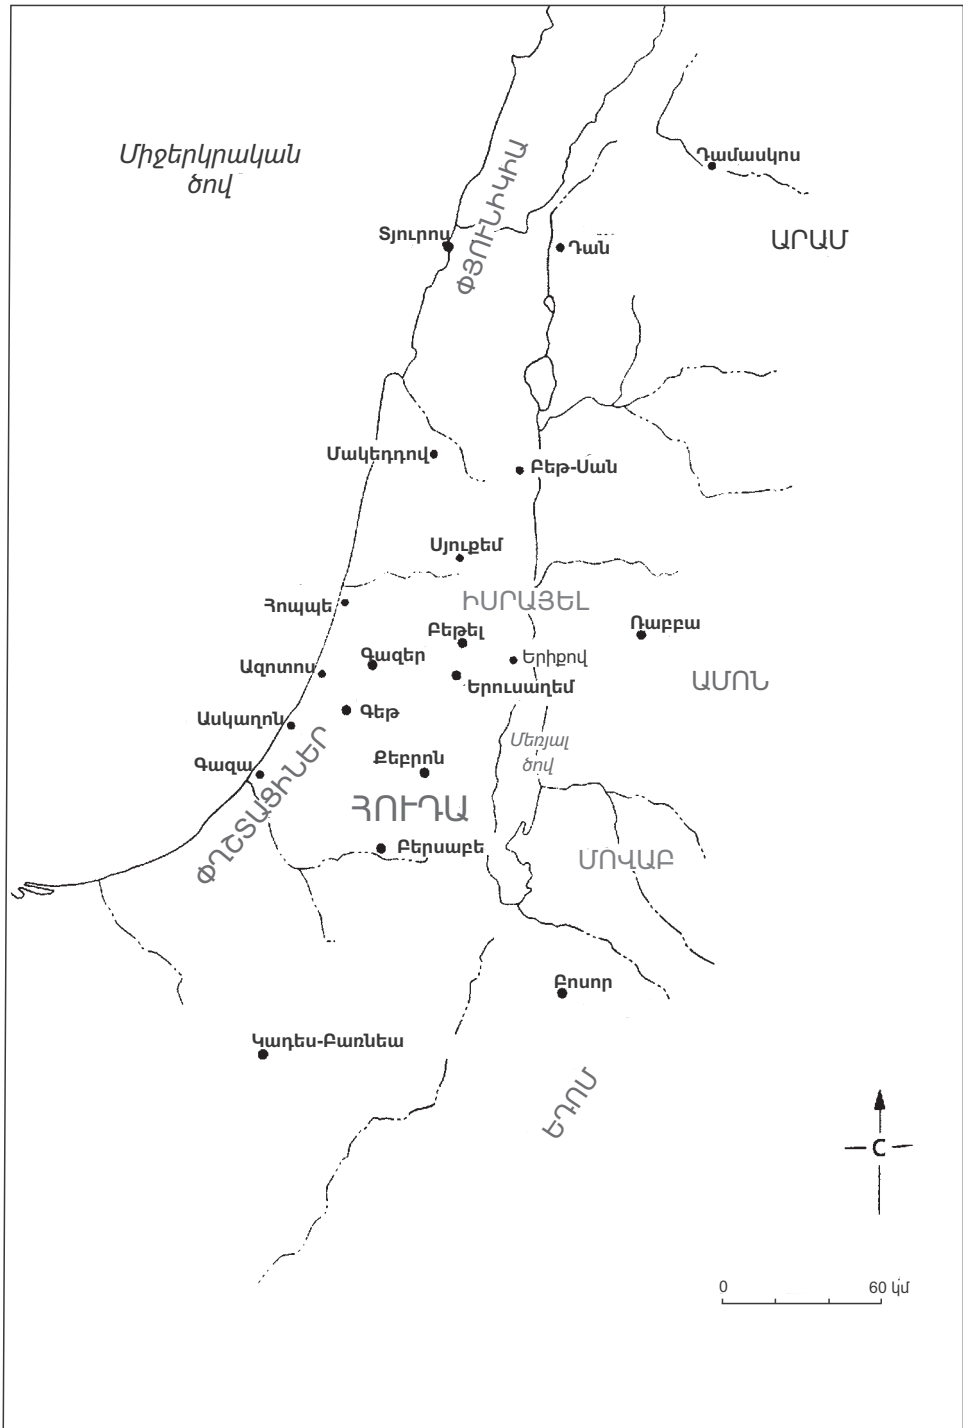 Միջերկրական
ծով
Դամասկոս
ՓՅՈՒՆԻԿԻԱ
Տյուրոս
Դան
ԱՐԱՄ
Մակեդդով
Բեթ-Սան
Սյուքեմ
Հոպպե
ԻՍՐԱՅԵԼ
Ռաբբա
Բեթել
Գազեր
Երիքով
Ազոտոս
Երուսաղեմ
ԱՄՈՆ
Գեթ
Ասկաղոն
Մեռյալ
ծով
Գազա
Քեբրոն
ՓՂՇՏԱՑԻՆԵՐ
ՀՈՒԴԱ
Բերսաբե
ՄՈՎԱԲ
Բոսոր
Կադես-Բառնեա
ԵԴՈՄ
C
0 60 կմ